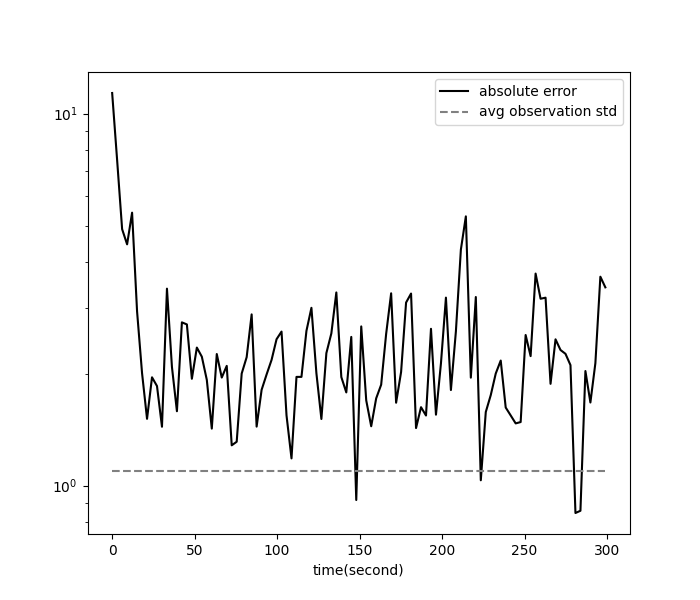 absolute error
avg observation std
10¹
10⁰
0 50 100 150 200 250 300
time(second)